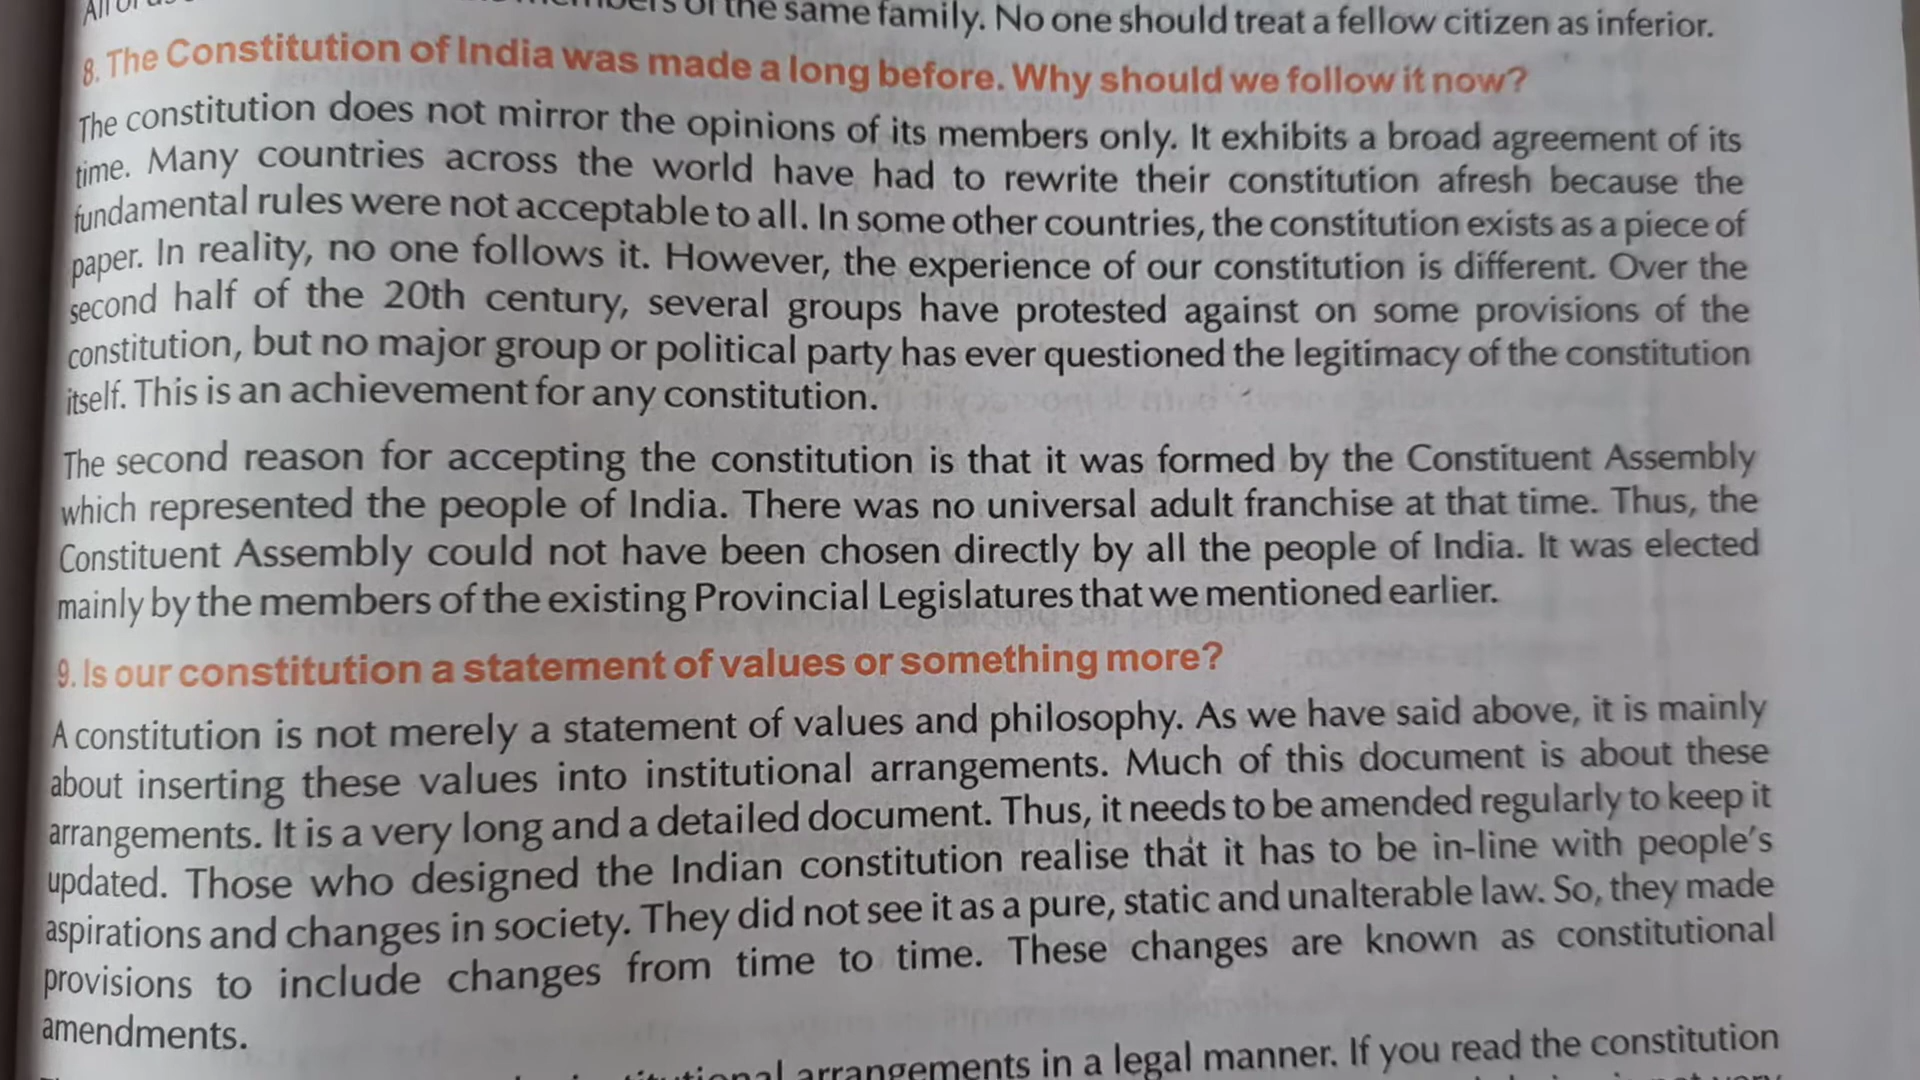 the same family. No one should treat a fellow citizen as inferior.
8. The Constitution of India was made a long before. Why should we follow it now?
The constitution does not mirror the opinions of its members only. It exhibits a broad agreement of its
time. Many countries across the world have had to rewrite their constitution afresh because the
fundamental rules were not acceptable to all. In some other countries, the constitution exists as a piece of
paper. In reality, no one follows it. However, the experience of our constitution is different. Over the
second half of the 20th century, several groups have protested against on some provisions of the
constitution, but no major group or political party has ever questioned the legitimacy of the constitution
itself. This is an achievement for any constitution.
The second reason for accepting the constitution is that it was formed by the Constituent Assembly
which represented the people of India. There was no universal adult franchise at that time. Thus, the
Constituent Assembly could not have been chosen directly by all the people of India. It was elected
mainly by the members of the existing Provincial Legislatures that we mentioned earlier.
9. Is our constitution a statement of values or something more?
A constitution is not merely a statement of values and philosophy. As we have said above, it is mainly
about inserting these values into institutional arrangements. Much of this document is about these
arrangements. It is a very long and a detailed document. Thus, it needs to be amended regularly to keep it
updated. Those who designed the Indian constitution realise that it has to be in-line with people's
aspirations and changes in society. They did not see it as a pure, static and unalterable law. So, they made
provisions to include changes from time to time. These changes are known as constitutional
amendments.
arrangements in a legal manner. If you read the constitution